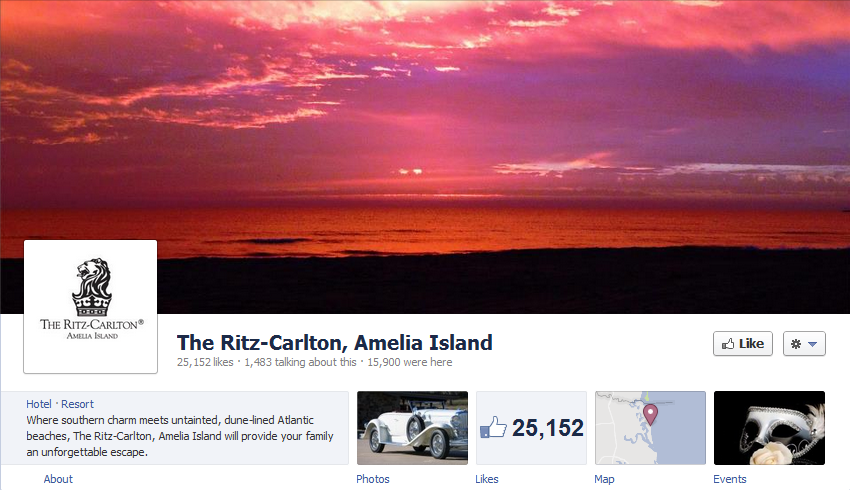 THE RITZ-CARLTON®
AMELIA ISLAND
The Ritz-Carlton, Amelia Island
25,152 likes · 1,483 talking about this · 15,900 were here
Like
Hotel · Resort
Where southern charm meets untainted, dune-lined Atlantic
beaches, The Ritz-Carlton, Amelia Island will provide your family
an unforgettable escape.
25,152
About
Photos
Likes
Map
Events